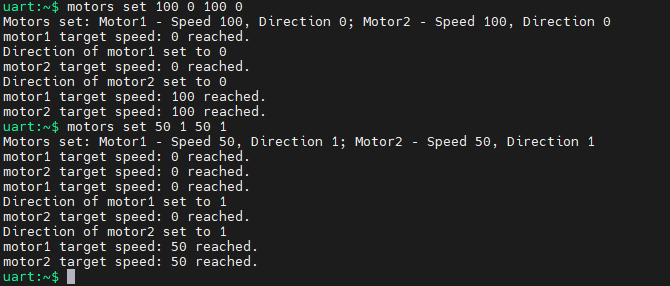 uart:~$ motors set 100 0 100 0
Motors set: Motor1 - Speed 100, Direction 0; Motor2 - Speed 100, Direction 0
motor1 target speed: 0 reached.
Direction of motor1 set to 0
motor2 target speed: 0 reached.
Direction of motor2 set to 0
motor1 target speed: 100 reached.
motor2 target speed: 100 reached.
uart:~$ motors set 50 1 50 1
Motors set: Motor1 - Speed 50, Direction 1; Motor2 - Speed 50, Direction 1
motor1 target speed: 0 reached.
motor2 target speed: 0 reached.
motor1 target speed: 0 reached.
Direction of motor1 set to 1
motor2 target speed: 0 reached.
Direction of motor2 set to 1
motor1 target speed: 50 reached.
motor2 target speed: 50 reached.
uart:~$